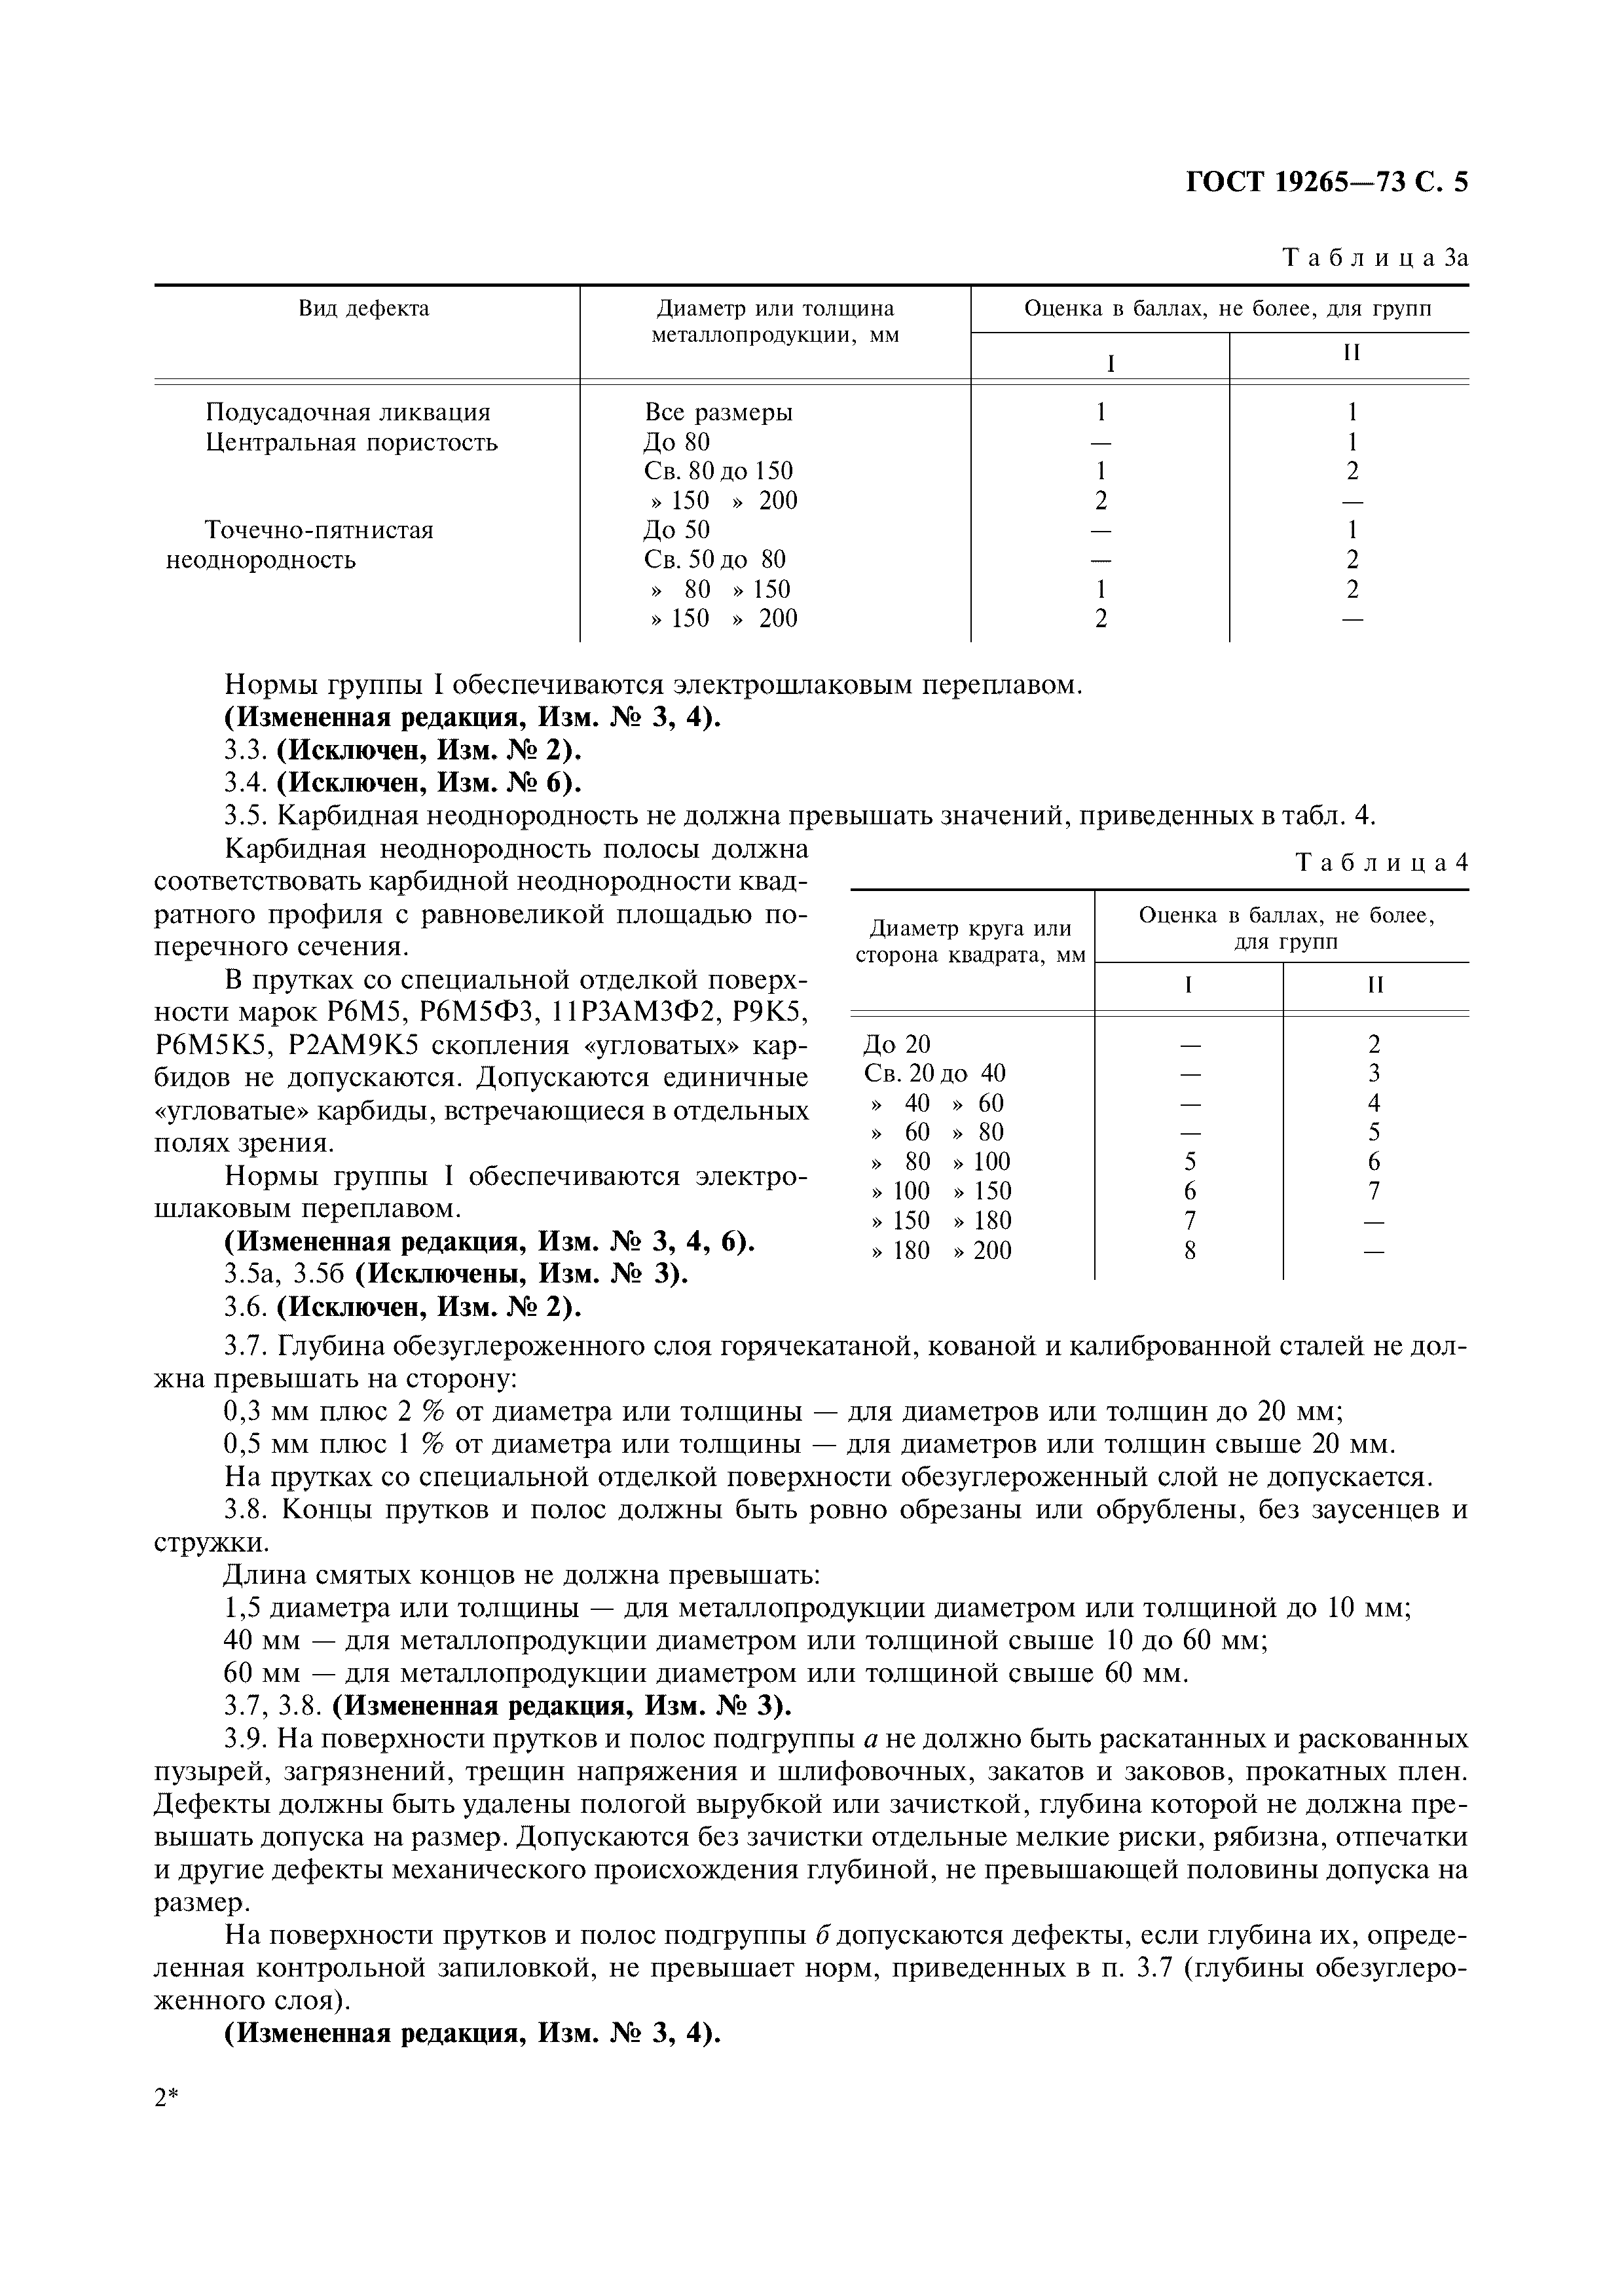 ГОСТ 19265—73 С. 5
Таблица 3а
Вид дефекта
Диаметр или толщина
металлопродукции, мм
Оценка в баллах, не более, для групп
I
II
Подусадочная ликвация Все размеры 1 1
Центральная пористость До 80 — 1
Св. 80 до 150 1 2
» 150 » 200 2 —
Точечно-пятнистая До 50 — 1
неоднородность Св. 50 до 80 — 2
» 80 » 150 1 2
» 150 » 200 2 —
Нормы группы I обеспечиваются электрошлаковым переплавом.
(Измененная редакция, Изм. № 3, 4).
3.3. (Исключен, Изм. № 2).
3.4. (Исключен, Изм. № 6).
3.5. Карбидная неоднородность не должна превышать значений, приведенных в табл. 4.
Карбидная неоднородность полосы должна
соответствовать карбидной неоднородности квад-
ратного профиля с равновеликой площадью по-
перечного сечения.
В прутках со специальной отделкой поверх-
ности марок Р6М5, Р6М5Ф3, 11Р3АМ3Ф2, Р9К5,
Р6М5К5, Р2АМ9К5 скопления «угловатых» кар-
бидов не допускаются. Допускаются единичные
«угловатые» карбиды, встречающиеся в отдельных
полях зрения.
Нормы группы I обеспечиваются электро-
шлаковым переплавом.
(Измененная редакция, Изм. № 3, 4, 6).
3.5а, 3.5б (Исключены, Изм. № 3).
3.6. (Исключен, Изм. № 2).
Таблица 4
Диаметр круга или
сторона квадрата, мм
Оценка в баллах, не более,
для групп
I
II
До 20 — 2
Св. 20 до 40 — 3
» 40 » 60 — 4
» 60 » 80 — 5
» 80 » 100 5 6
» 100 » 150 6 7
» 150 » 180 7 —
» 180 » 200 8 —
3.7. Глубина обезуглероженного слоя горячекатаной, кованой и калиброванной сталей не дол-
жна превышать на сторону:
0,3 мм плюс 2 % от диаметра или толщины — для диаметров или толщин до 20 мм;
0,5 мм плюс 1 % от диаметра или толщины — для диаметров или толщин свыше 20 мм.
На прутках со специальной отделкой поверхности обезуглероженный слой не допускается.
3.8. Концы прутков и полос должны быть ровно обрезаны или обрублены, без заусенцев и
стружки.
Длина смятых концов не должна превышать:
1,5 диаметра или толщины — для металлопродукции диаметром или толщиной до 10 мм;
40 мм — для металлопродукции диаметром или толщиной свыше 10 до 60 мм;
60 мм — для металлопродукции диаметром или толщиной свыше 60 мм.
3.7, 3.8. (Измененная редакция, Изм. № 3).
3.9. На поверхности прутков и полос подгруппы а не должно быть раскатанных и раскованных
пузырей, загрязнений, трещин напряжения и шлифовочных, закатов и заковов, прокатных плен.
Дефекты должны быть удалены пологой вырубкой или зачисткой, глубина которой не должна пре-
вышать допуска на размер. Допускаются без зачистки отдельные мелкие риски, рябизна, отпечатки
и другие дефекты механического происхождения глубиной, не превышающей половины допуска на
размер.
На поверхности прутков и полос подгруппы б допускаются дефекты, если глубина их, опреде-
ленная контрольной запиловкой, не превышает норм, приведенных в п. 3.7 (глубины обезуглеро-
женного слоя).
(Измененная редакция, Изм. № 3, 4).
2*